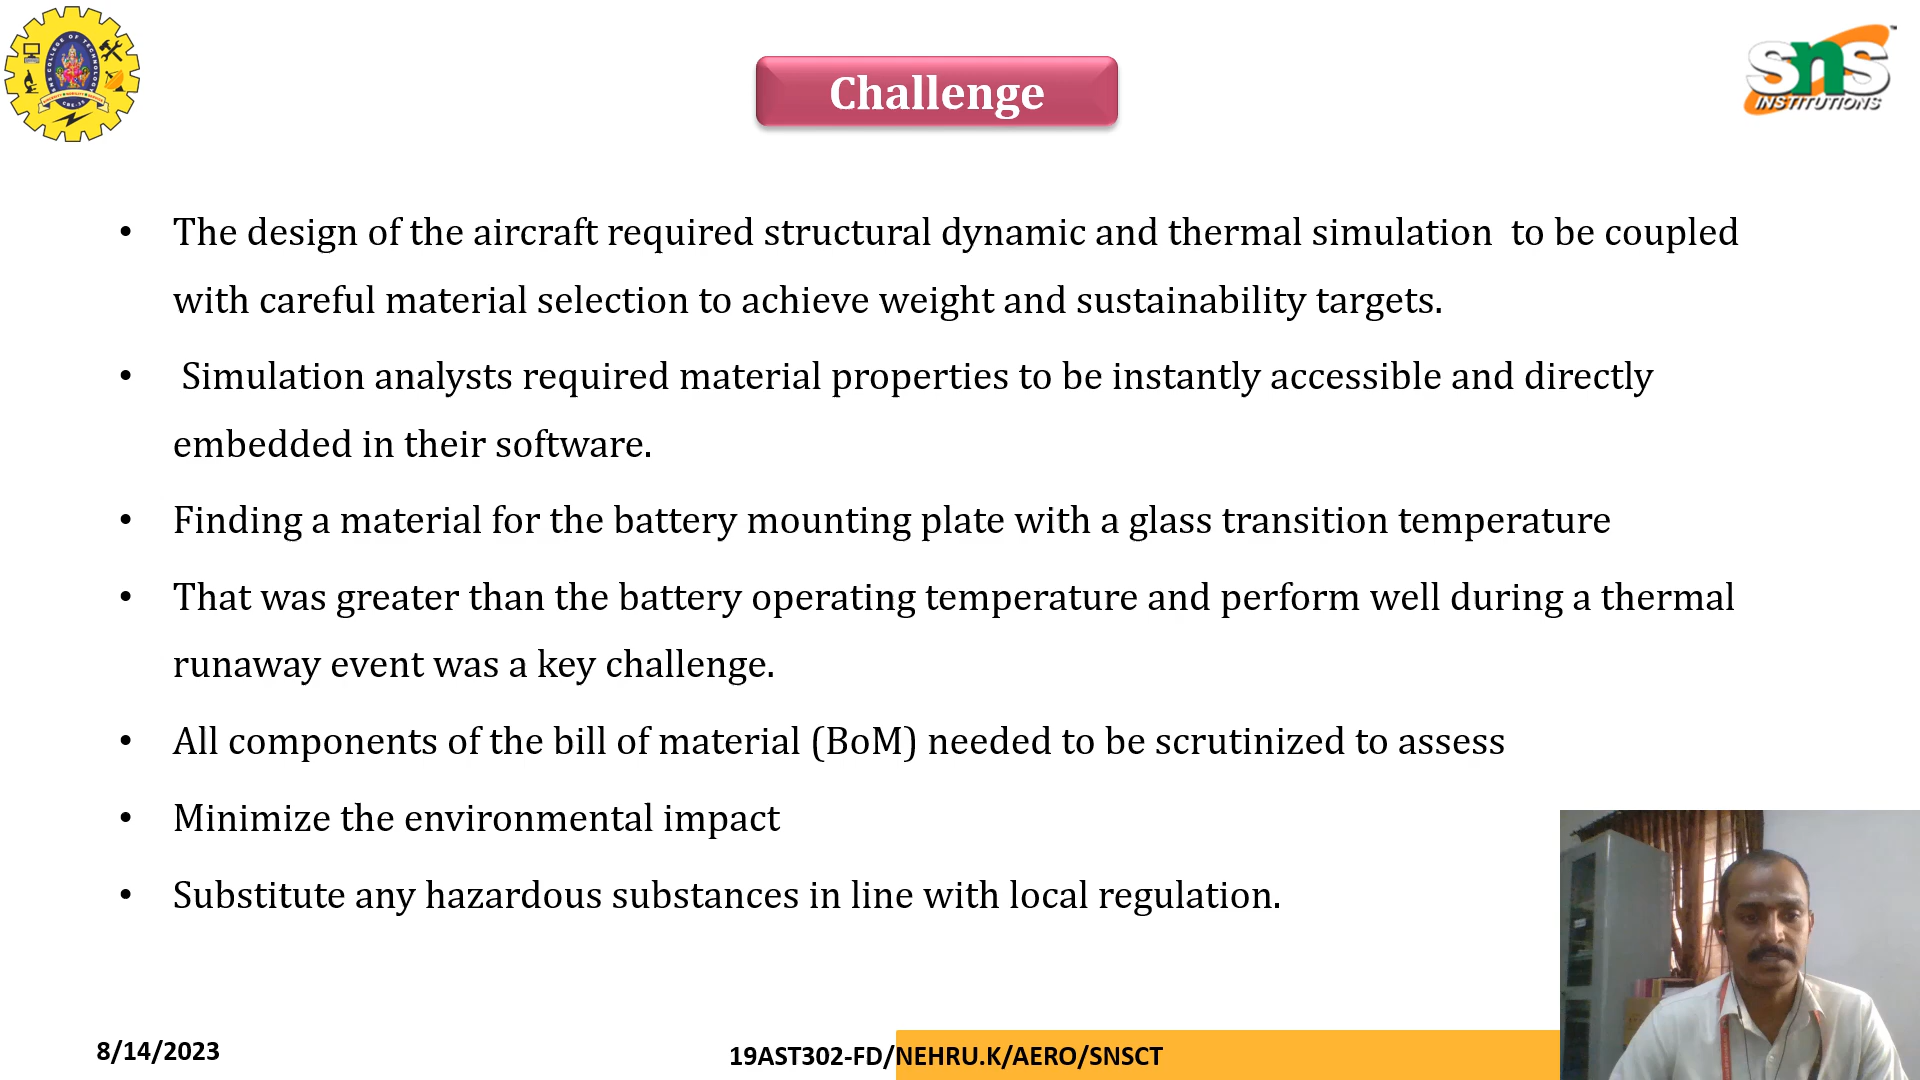 Challenge
SNS
INSTITUTIONS
• The design of the aircraft required structural dynamic and thermal simulation to be coupled
with careful material selection to achieve weight and sustainability targets.
• Simulation analysts required material properties to be instantly accessible and directly
embedded in their software.
• Finding a material for the battery mounting plate with a glass transition temperature
• That was greater than the battery operating temperature and perform well during a thermal
runaway event was a key challenge.
• All components of the bill of material (BoM) needed to be scrutinized to assess
• Minimize the environmental impact
• Substitute any hazardous substances in line with local regulation.
8/14/2023
19AST302-FD/NEHRU.K/AERO/SNSCT